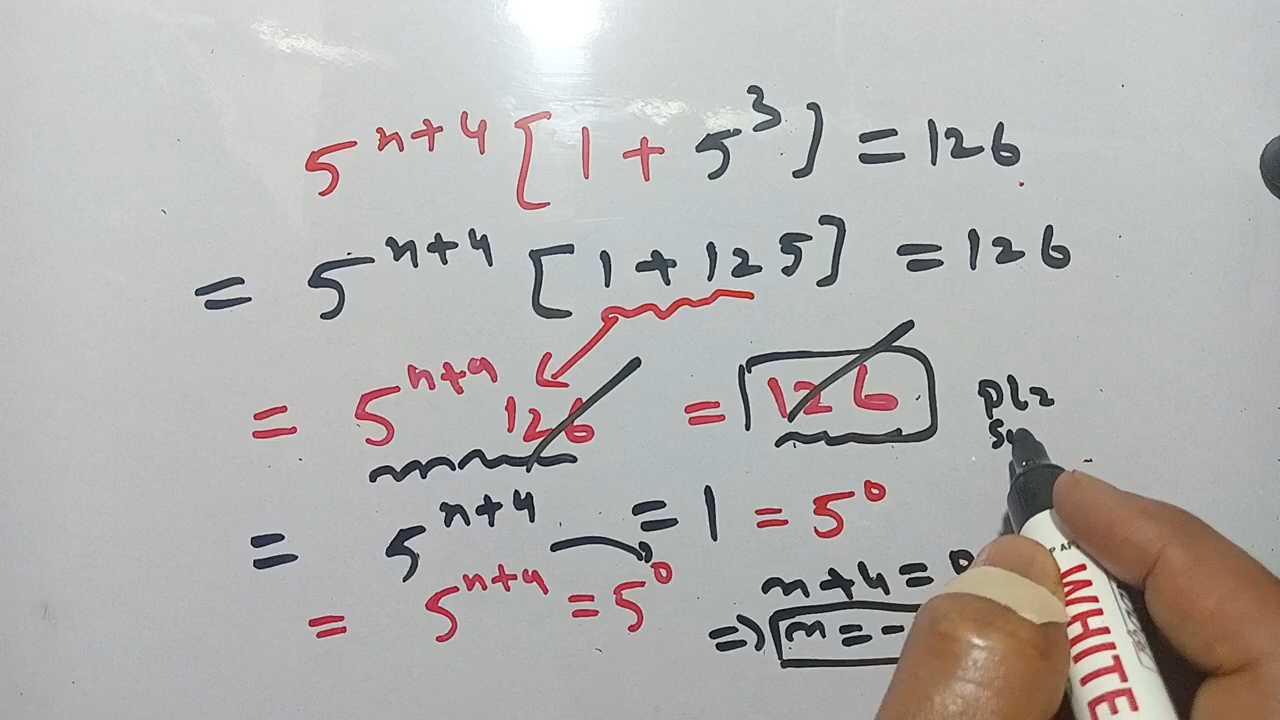 5^{n+4} [1 + 5^3] = 126
= 5^{n+4} [1 + 125] = 126
= 5^{n+4} 126 = 126
plz
= 5^{n+4} = 1 = 5^0
= 5^{n+4} = 5^0
n+4 =
=> n = -
WHITE